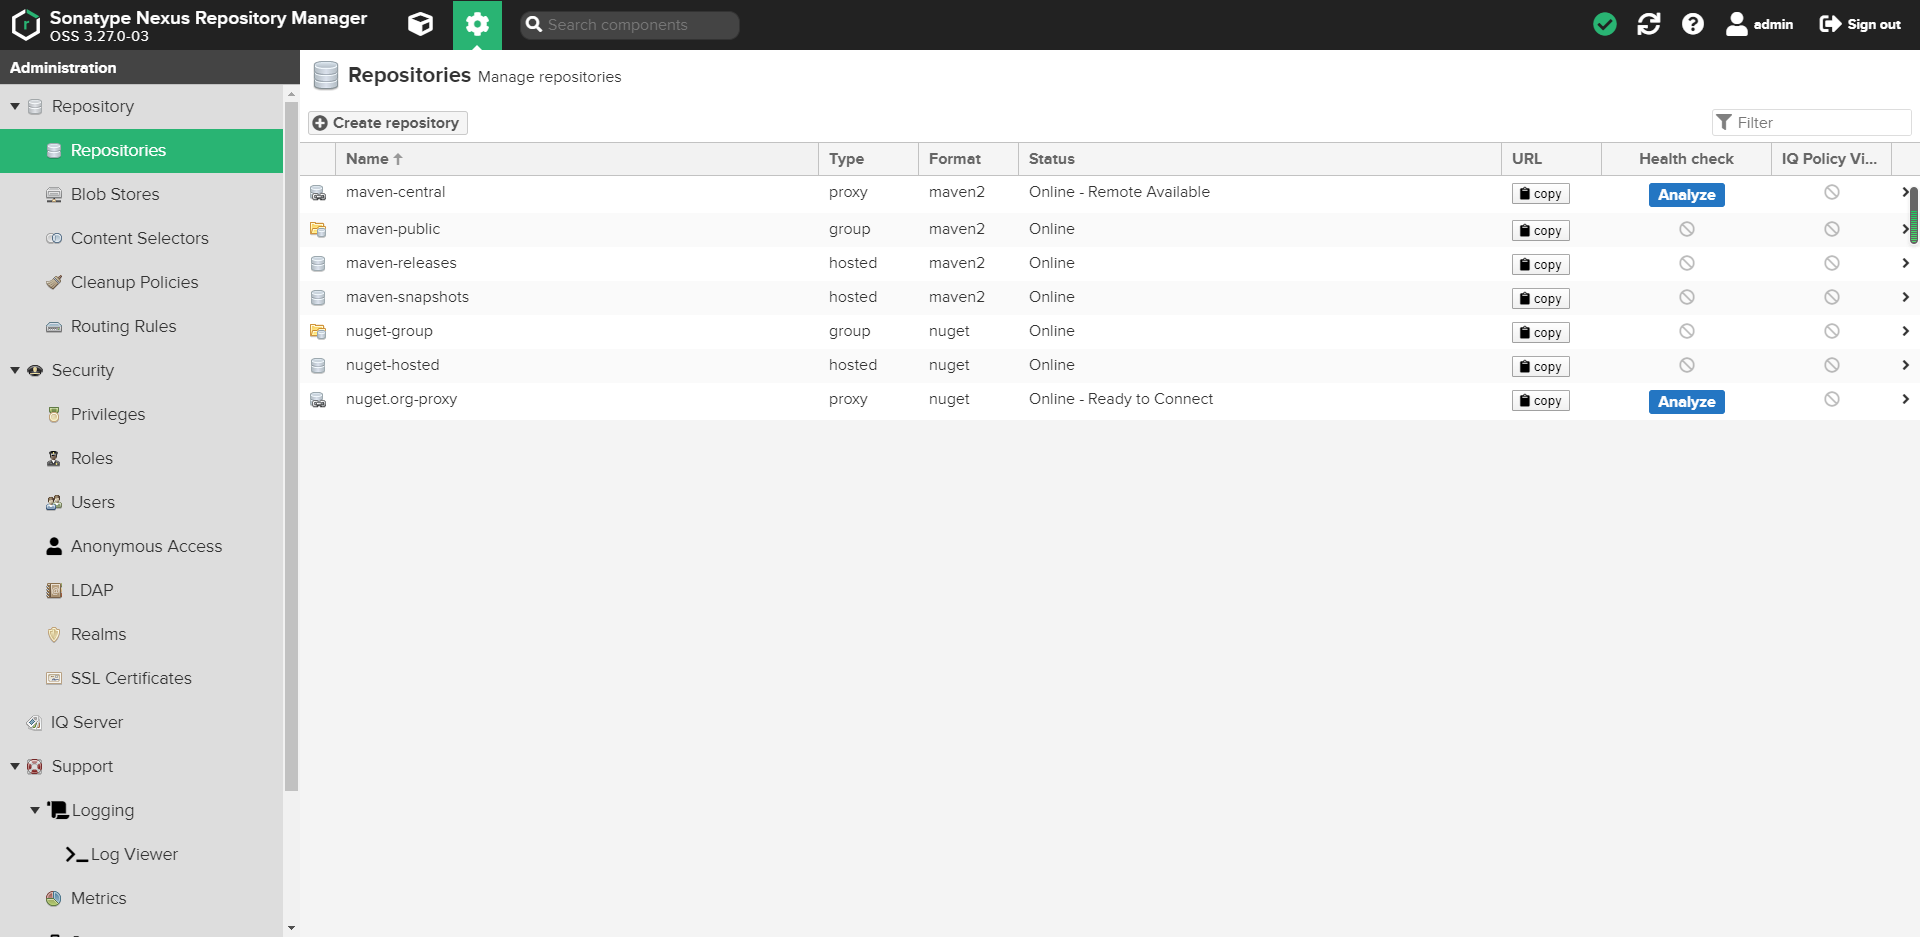 Sonatype Nexus Repository Manager
OSS 3.27.0-03
Search components
admin
Sign out
Administration
Repository
Repositories
Blob Stores
Content Selectors
Cleanup Policies
Routing Rules
Security
Privileges
Roles
Users
Anonymous Access
LDAP
Realms
SSL Certificates
IQ Server
Support
Logging
Log Viewer
Metrics
Repositories Manage repositories
Create repository
Filter
Name Type Format Status URL Health check IQ Policy Vi...
maven-central proxy maven2 Online - Remote Available copy Analyze
maven-public group maven2 Online copy
maven-releases hosted maven2 Online copy
maven-snapshots hosted maven2 Online copy
nuget-group group nuget Online copy
nuget-hosted hosted nuget Online copy
nuget.org-proxy proxy nuget Online - Ready to Connect copy Analyze